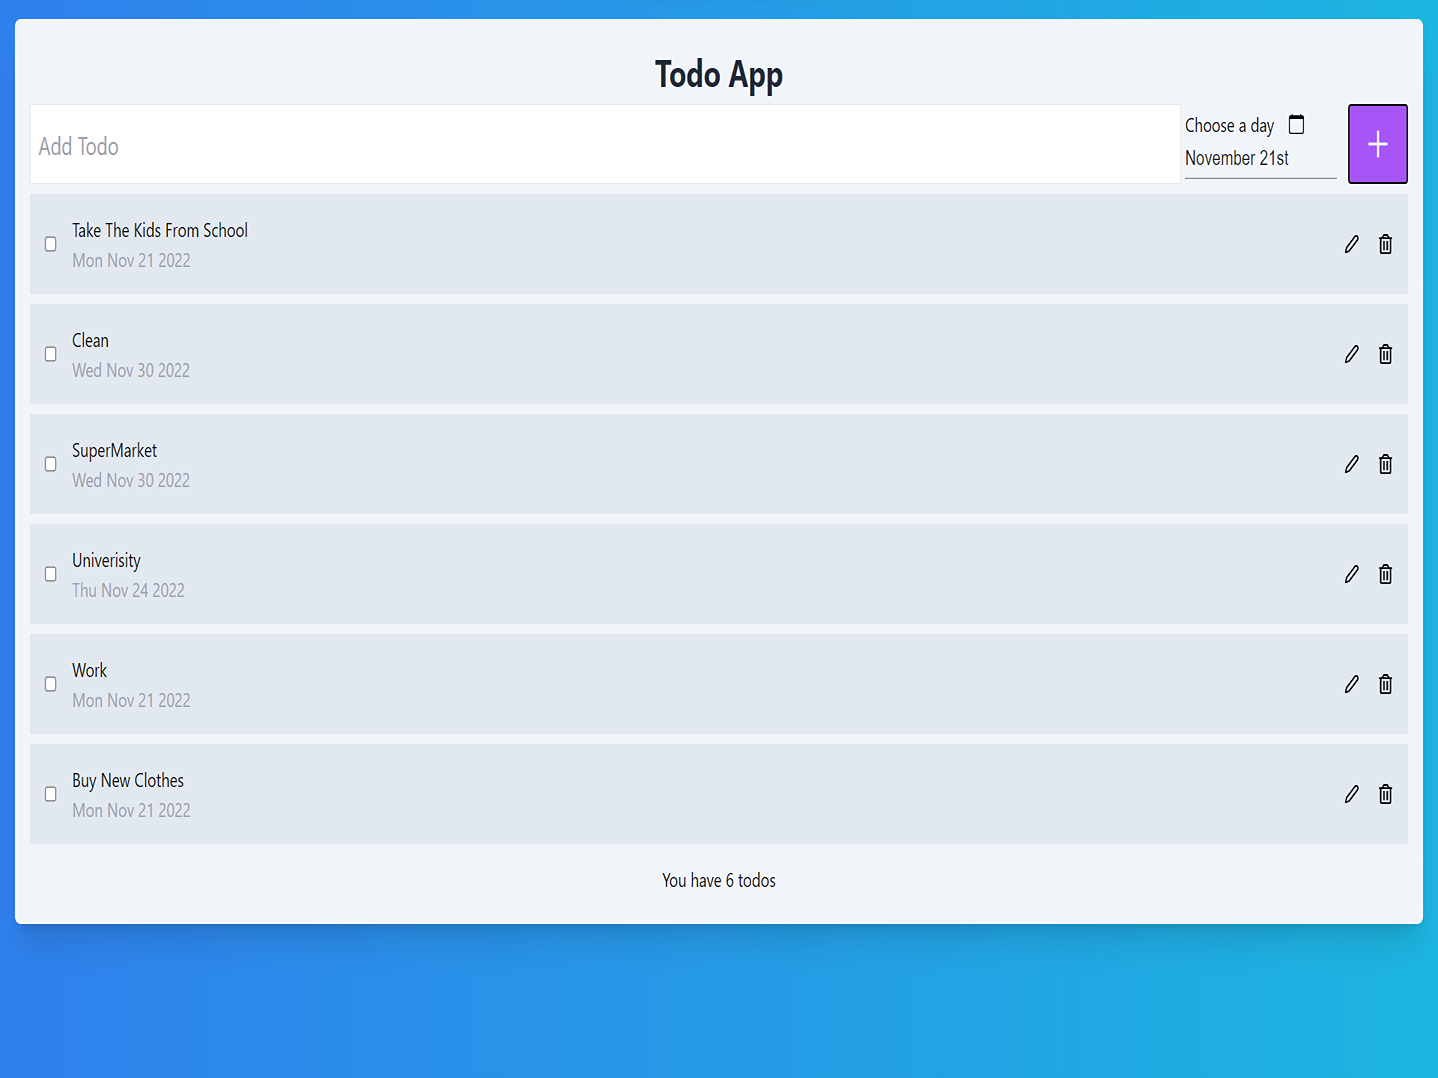 Todo App
Add Todo
Choose a day
November 21st
Take The Kids From School
Mon Nov 21 2022
Clean
Wed Nov 30 2022
SuperMarket
Wed Nov 30 2022
Univerisity
Thu Nov 24 2022
Work
Mon Nov 21 2022
Buy New Clothes
Mon Nov 21 2022
You have 6 todos